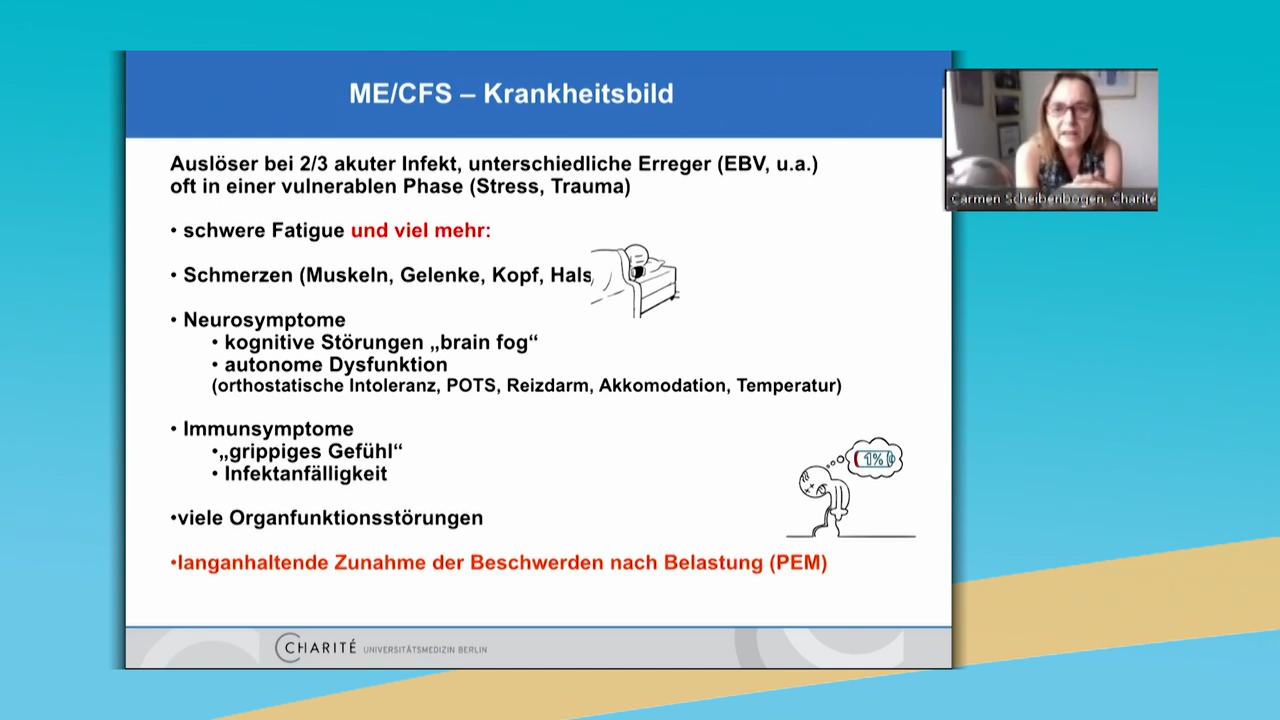 ME/CFS – Krankheitsbild
Auslöser bei 2/3 akuter Infekt, unterschiedliche Erreger (EBV, u.a.)
oft in einer vulnerablen Phase (Stress, Trauma)
• schwere Fatigue und viel mehr:
• Schmerzen (Muskeln, Gelenke, Kopf, Hals
• Neurosymptome
• kognitive Störungen „brain fog“
• autonome Dysfunktion
(orthostatische Intoleranz, POTS, Reizdarm, Akkomodation, Temperatur)
• Immunsymptome
•„grippiges Gefühl“
• Infektanfälligkeit
1%
•viele Organfunktionsstörungen
•langanhaltende Zunahme der Beschwerden nach Belastung (PEM)
CHARITÉ UNIVERSITÄTSMEDIZIN BERLIN
Carmen Scheibenbogen, Charité